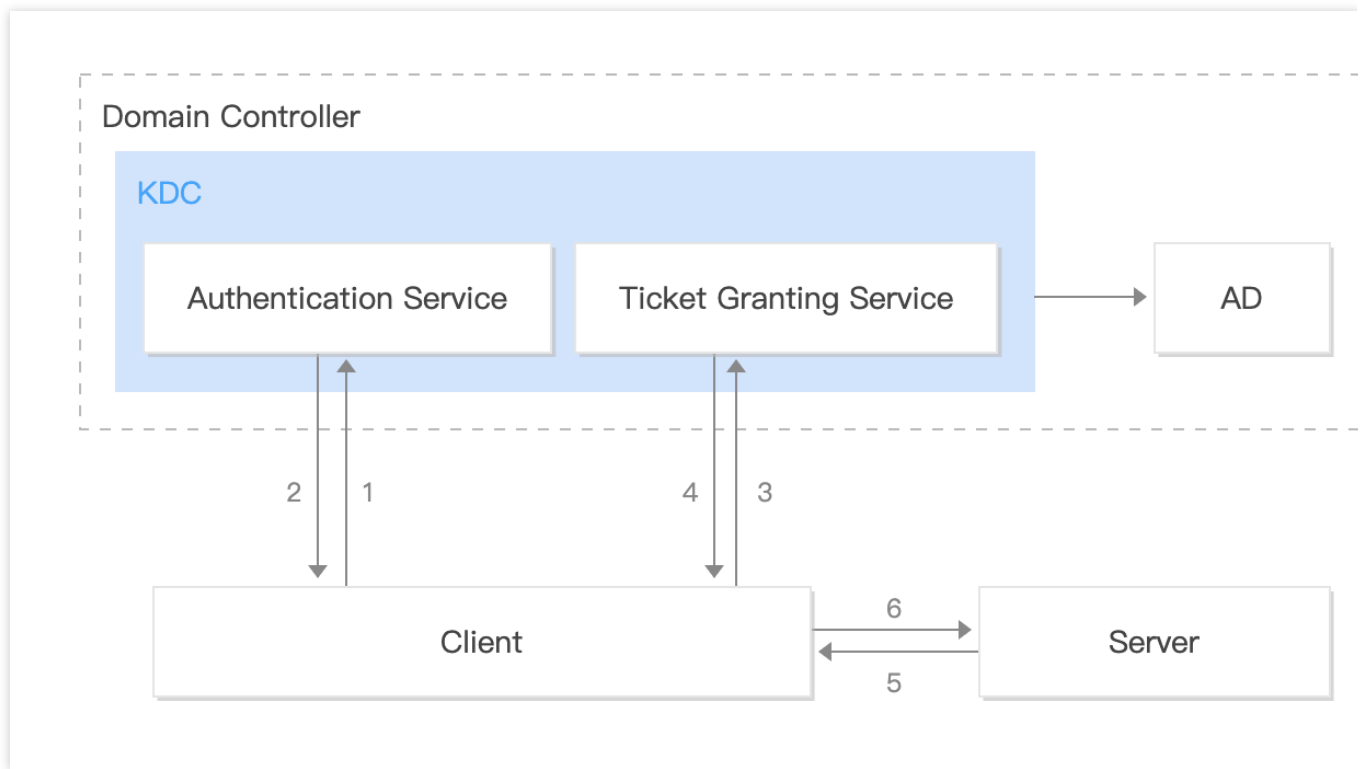 Domain Controller
KDC
Authentication Service
Ticket Granting Service
AD
2
1
4
3
6
Client
Server
5